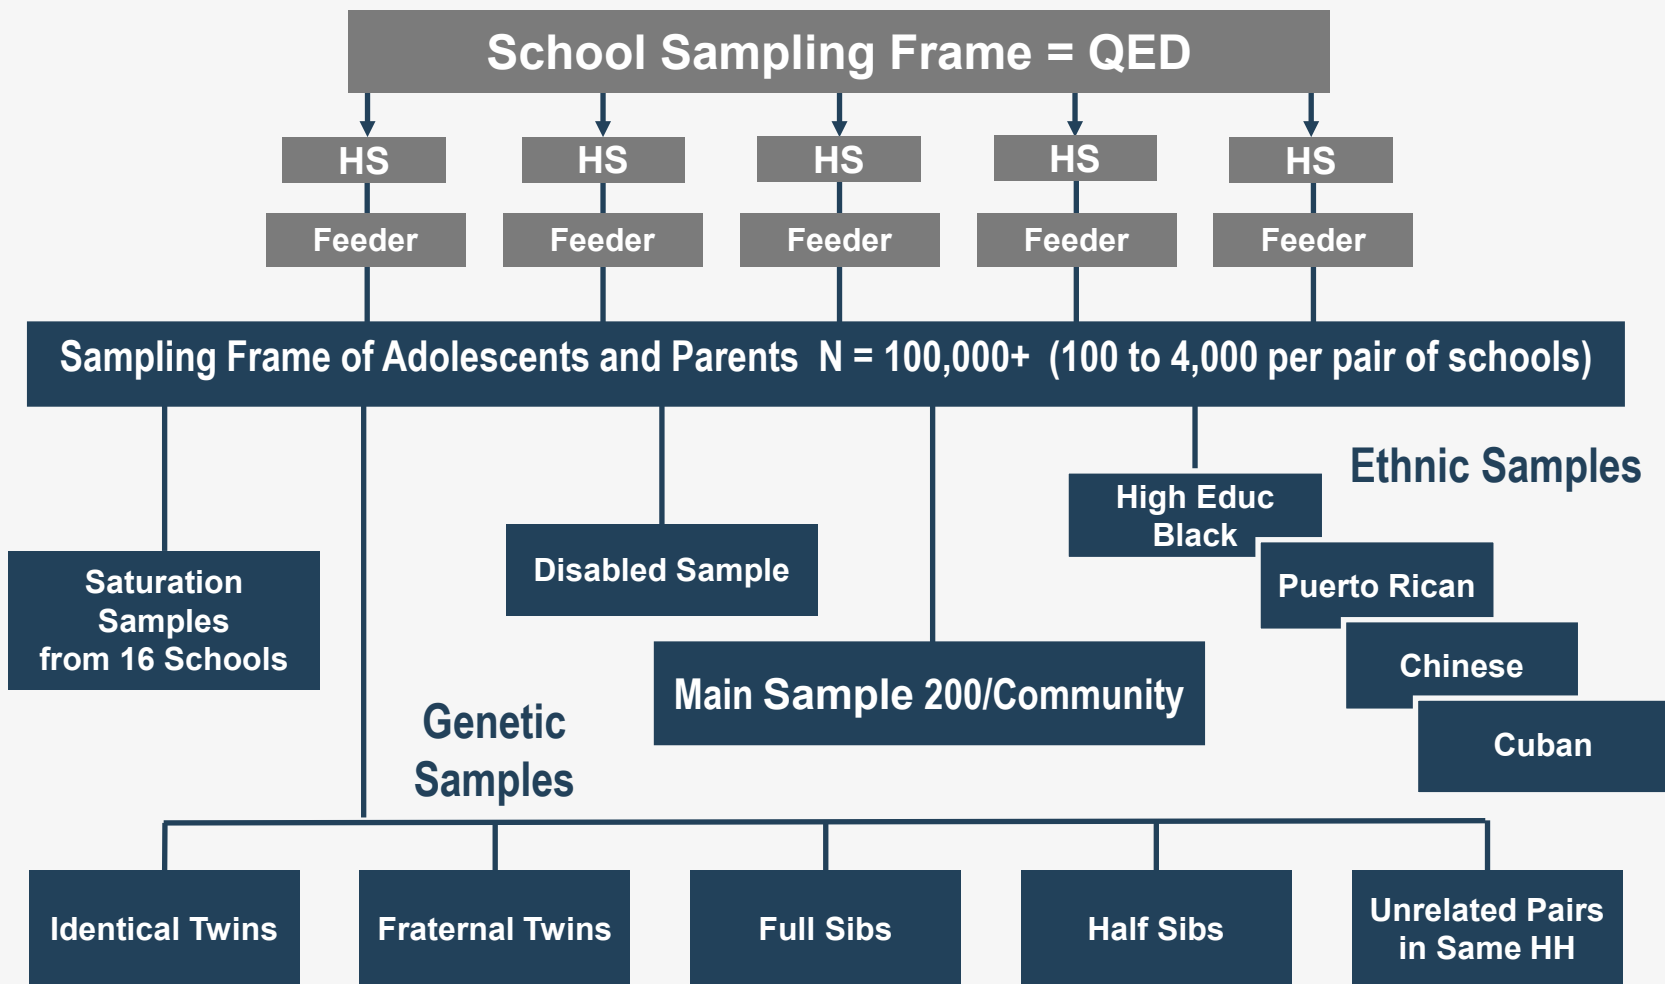 School Sampling Frame = QED
HS
HS
HS
HS
HS
Feeder
Feeder
Feeder
Feeder
Feeder
Sampling Frame of Adolescents and Parents N = 100,000+ (100 to 4,000 per pair of schools)
Ethnic Samples
High Educ
Black
Puerto Rican
Chinese
Cuban
Disabled Sample
Saturation
Samples
from 16 Schools
Main Sample 200/Community
Genetic
Samples
Identical Twins
Fraternal Twins
Full Sibs
Half Sibs
Unrelated Pairs
in Same HH